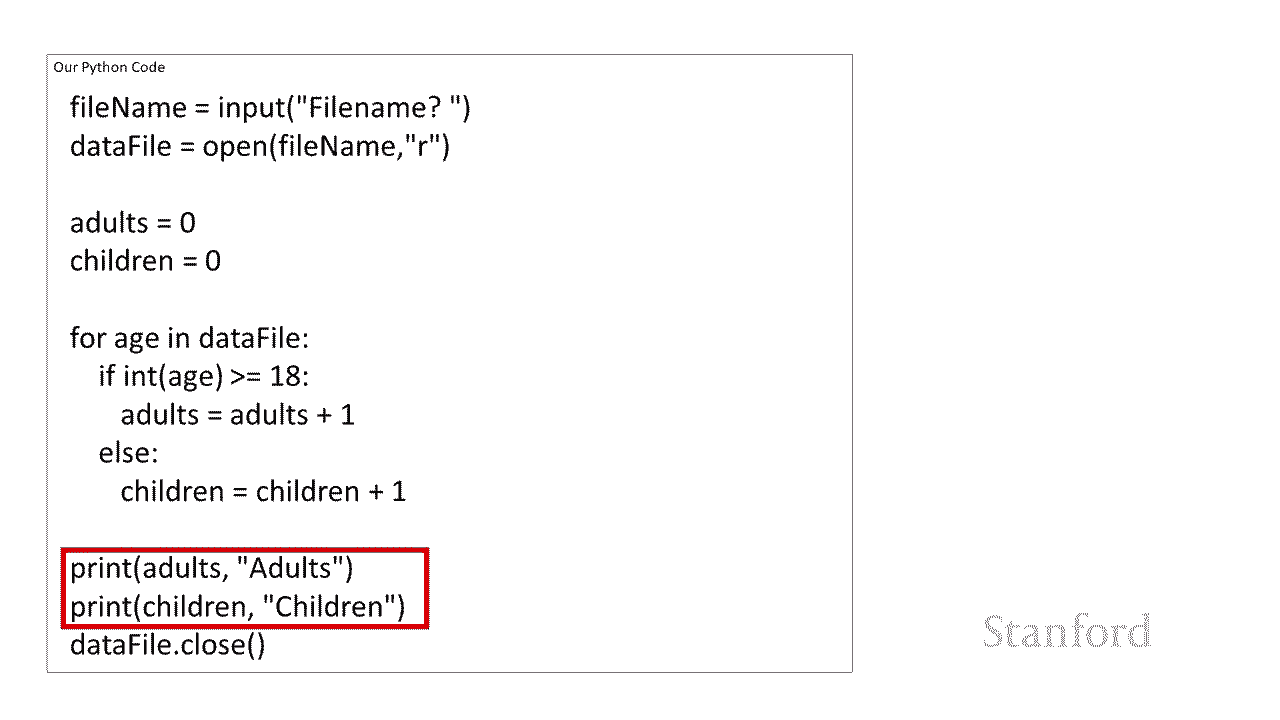 Our Python Code
fileName = input("Filename? ")
dataFile = open(fileName,"r")
adults = 0
children = 0
for age in dataFile:
if int(age) >= 18:
adults = adults + 1
else:
children = children + 1
print(adults, "Adults")
print(children, "Children")
dataFile.close()
Stanford